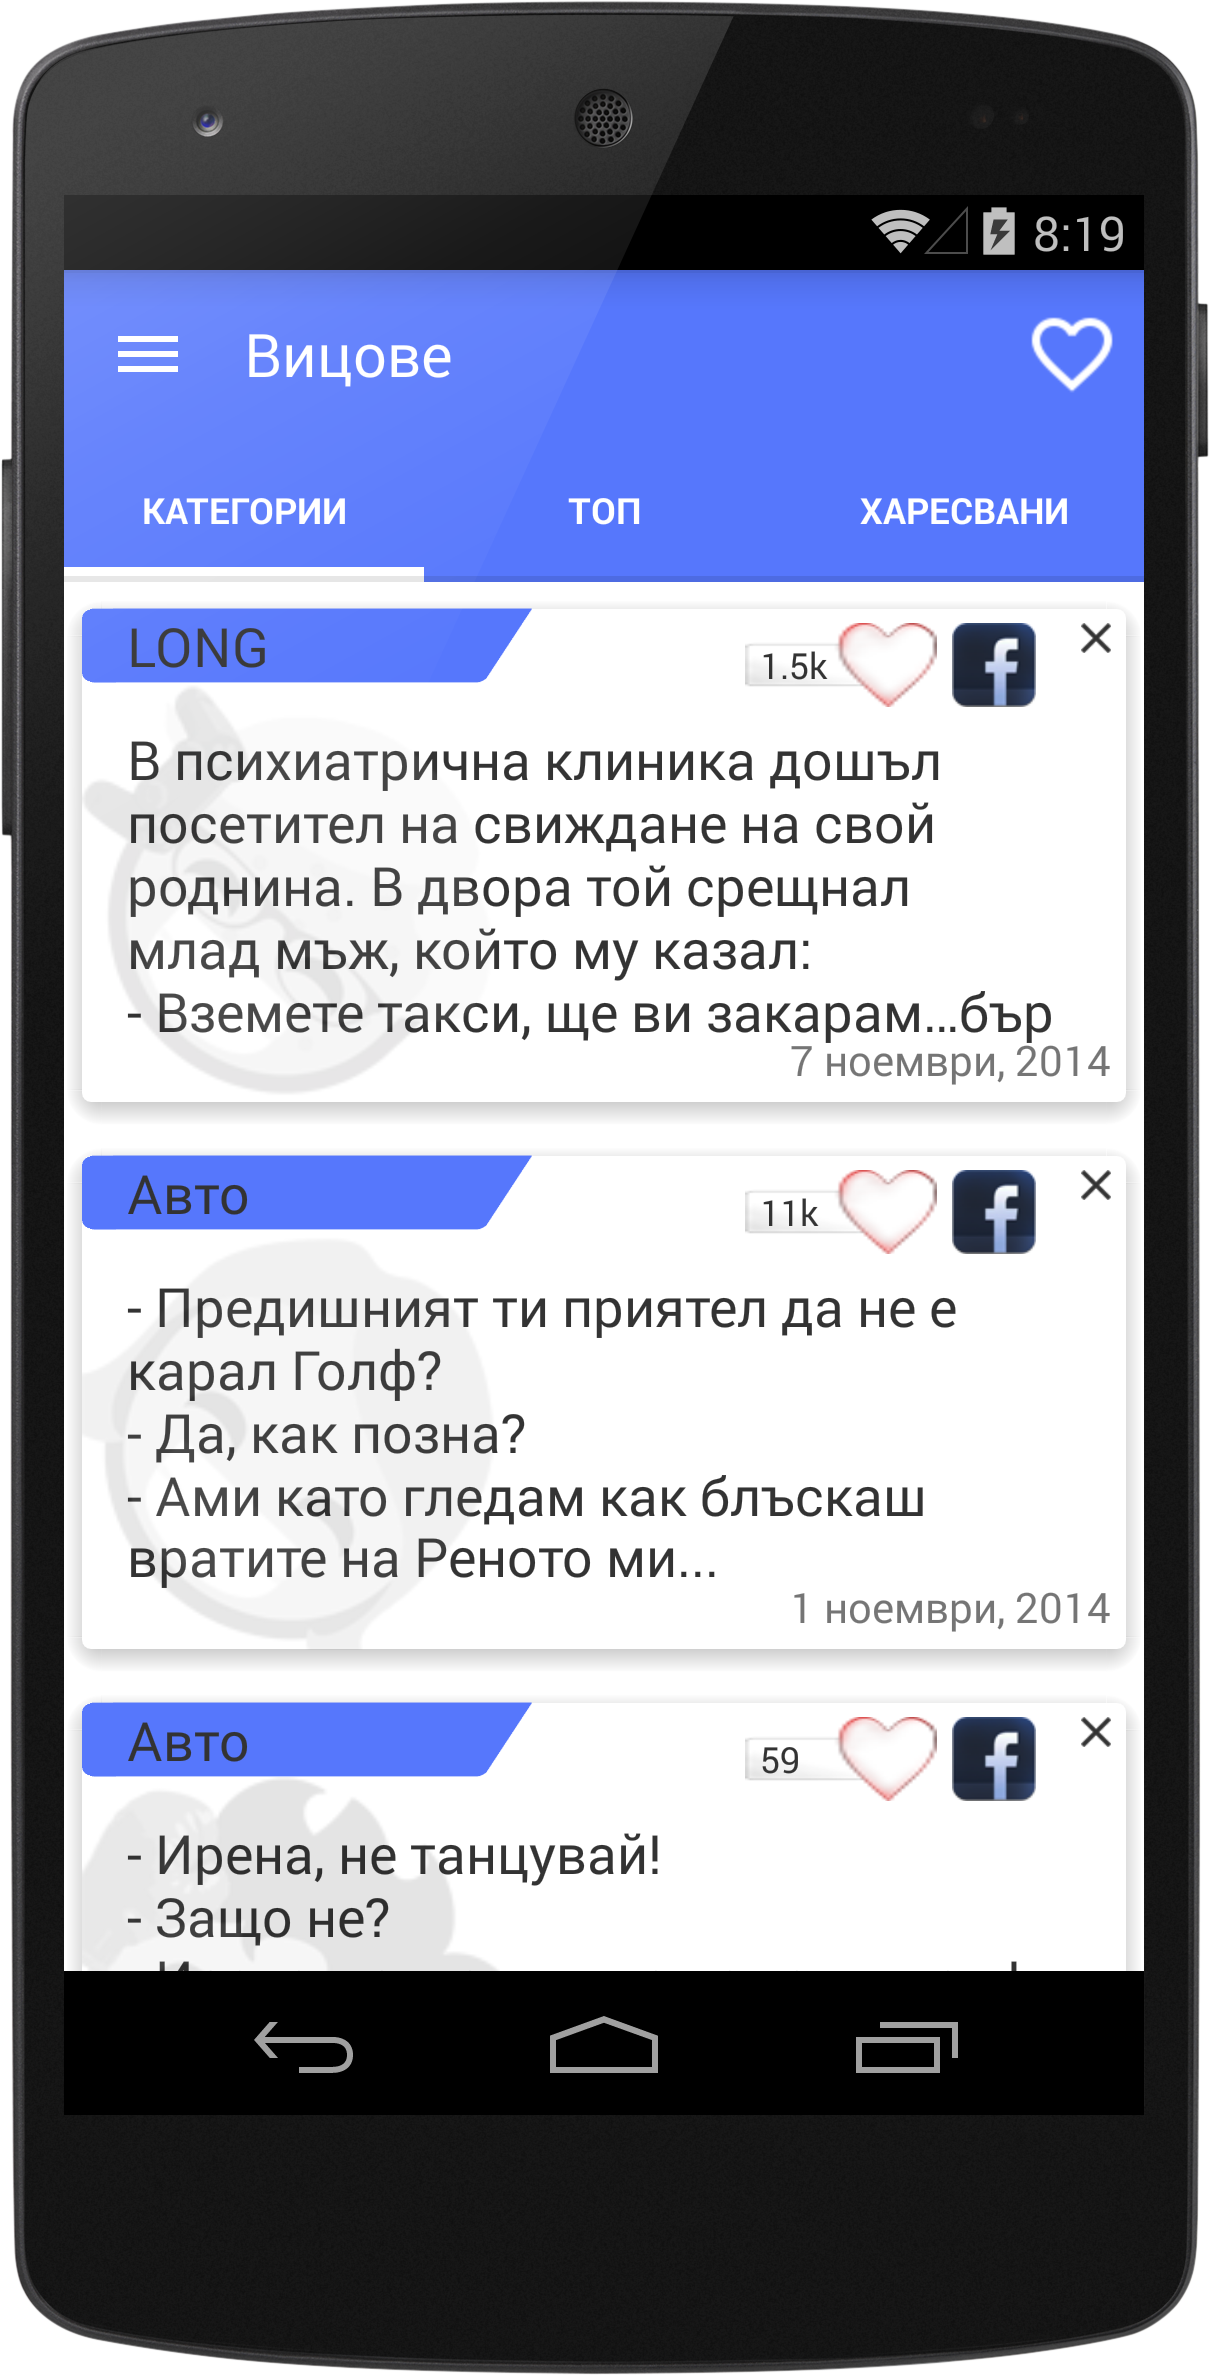 8:19
Вицове
КАТЕГОРИИ
ТОП
ХАРЕСВАНИ
LONG
1.5k
В психиатрична клиника дошъл
посетител на свиждане на свой
роднина. В двора той срещнал
млад мъж, който му казал:
- Вземете такси, ще ви закарам...бър
7 ноември, 2014
Авто
11k
- Предишният ти приятел да не е
карал Голф?
- Да, как позна?
- Ами като гледам как блъскаш
вратите на Реното ми...
1 ноември, 2014
Авто
59
- Ирена, не танцувай!
- Защо не?